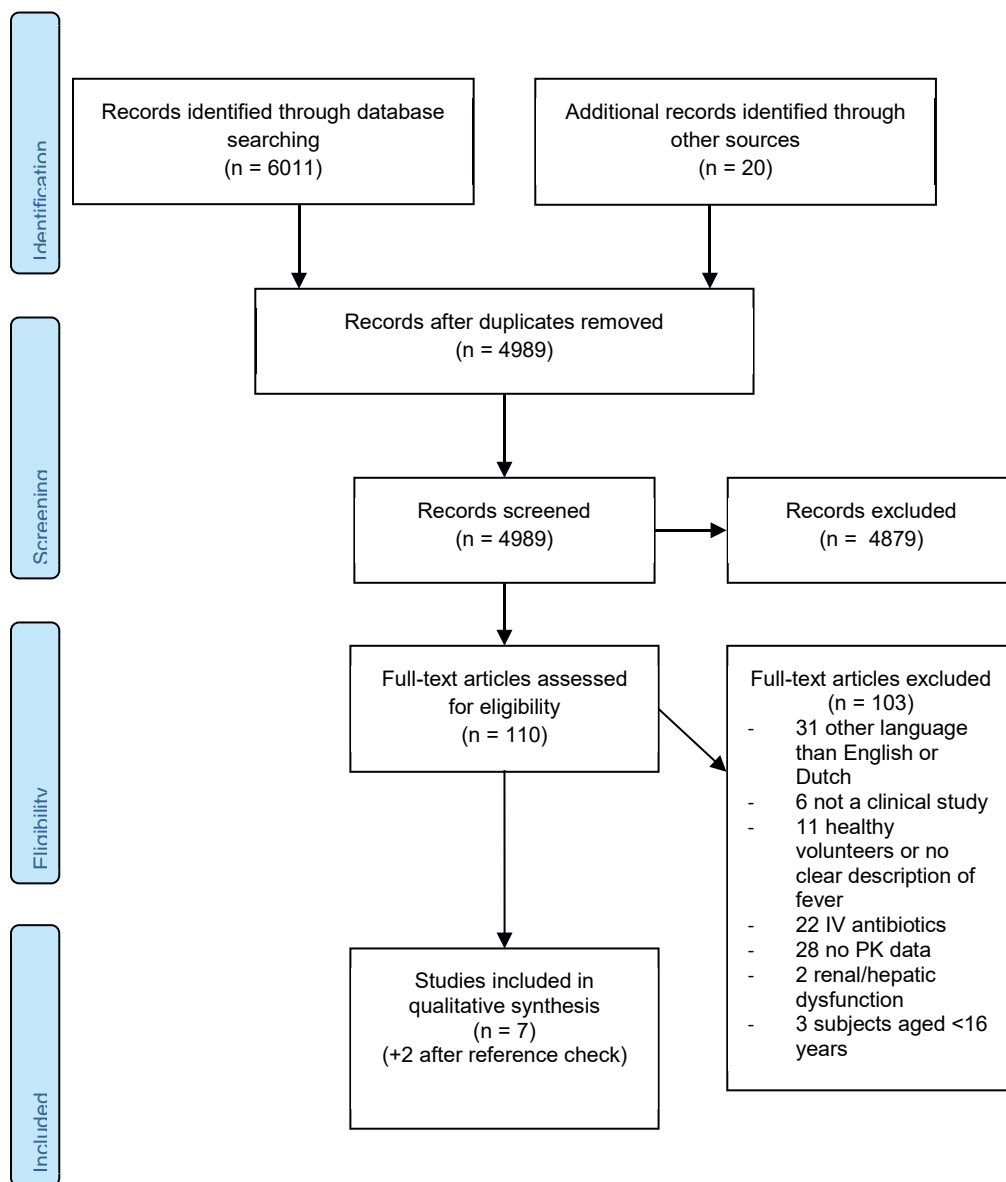 Identification
Records identified through database
searching
(n = 6011)
Additional records identified through
other sources
(n = 20)
Records after duplicates removed
(n = 4989)
Screening
Records screened
(n = 4989)
Records excluded
(n = 4879)
Eligibility
Full-text articles assessed
for eligibility
(n = 110)
Full-text articles excluded
(n = 103)
- 31 other language
than English or
Dutch
- 6 not a clinical study
- 11 healthy
volunteers or no
clear description of
fever
- 22 IV antibiotics
- 28 no PK data
- 2 renal/hepatic
dysfunction
- 3 subjects aged <16
years
Included
Studies included in
qualitative synthesis
(n = 7)
(+2 after reference check)